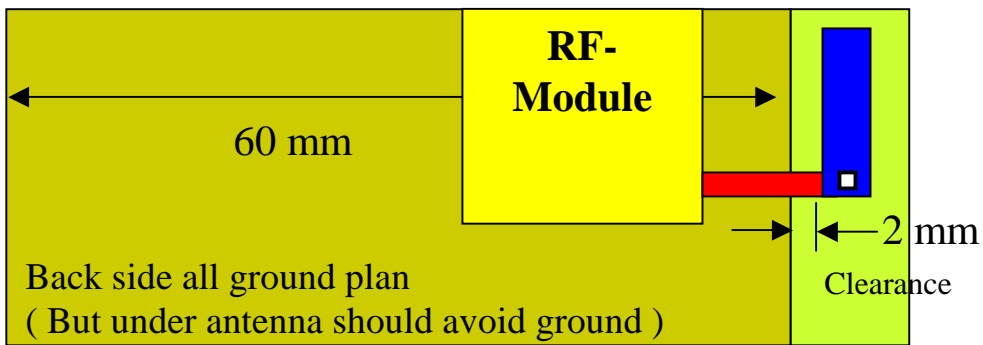 RF-
Module
60 mm
2 mm
Back side all ground plan
Clearance
( But under antenna should avoid ground )